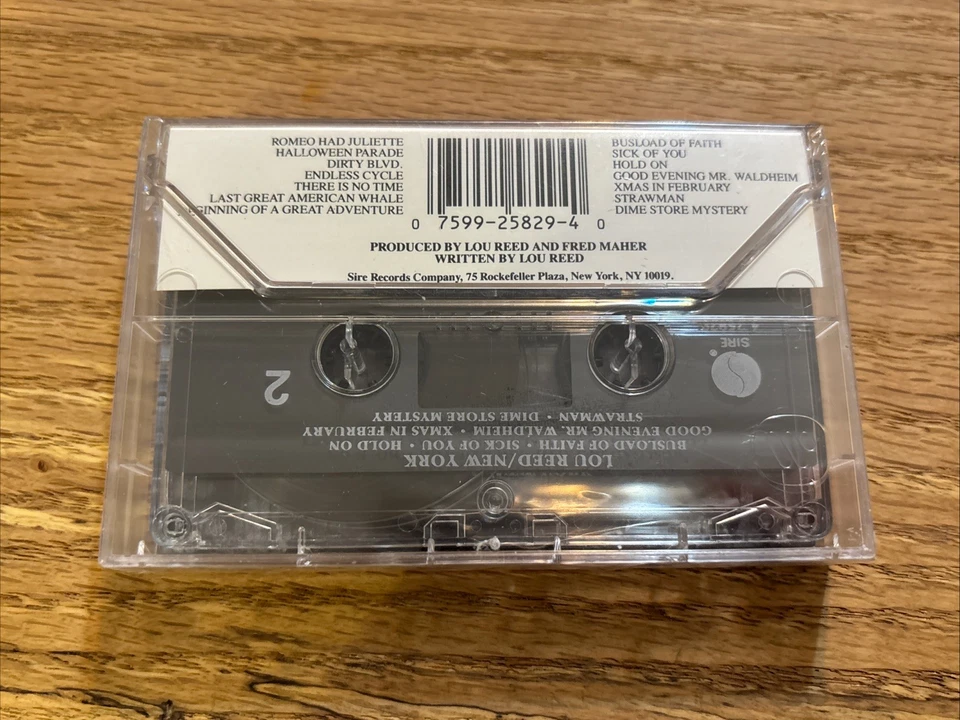 ROMEO HAD JULIETTE
HALLOWEEN PARADE
DIRTY BLVD.
ENDLESS CYCLE
THERE IS NO TIME
LAST GREAT AMERICAN WHALE
GINNING OF A GREAT ADVENTURE
0 7599-25829-4 0
BUSLOAD OF FAITH
SICK OF YOU
HOLD ON
GOOD EVENING MR. WALDHEIM
XMAS IN FEBRUARY
STRAWMAN
DIME STORE MYSTERY
PRODUCED BY LOU REED AND FRED MAHER
WRITTEN BY LOU REED
Sire Records Company, 75 Rockefeller Plaza, New York, NY 10019.
SIRE
®
2
LOU REED/NEW YORK
BUSLOAD OF FAITH • SICK OF YOU • HOLD ON
GOOD EVENING MR. WALDHEIM • XMAS IN FEBRUARY
STRAWMAN • DIME STORE MYSTERY